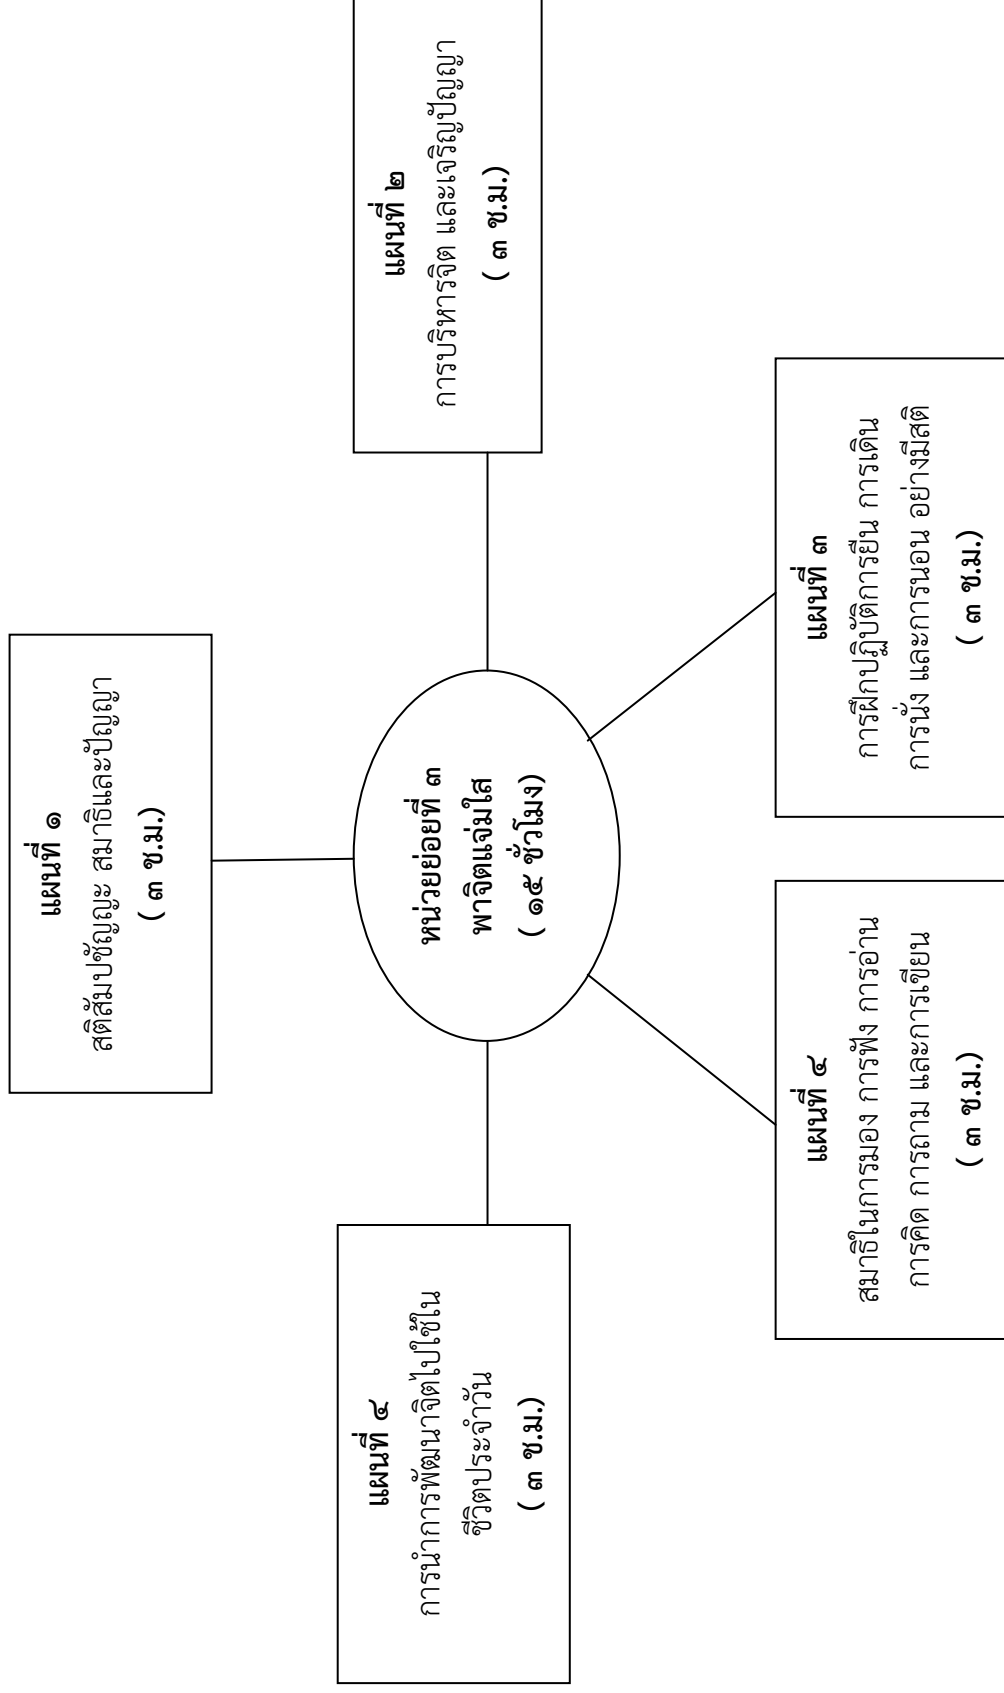 แผนที่ ๑
สติสัมปชัญญะ สมาธิและปัญญา
( ๓ ช.ม.)
แผนที่ ๒
การบริหารจิต และเจริญปัญญา
( ๓ ช.ม.)
หน่วยย่อยที่ ๓
พาจิตแจ่มใส
( ๑๕ ชั่วโมง)
แผนที่ ๓
การฝึกปฏิบัติการยืน การเดิน
การนั่ง และการนอน อย่างมีสติ
( ๓ ช.ม.)
แผนที่ ๔
สมาธิในการมอง การฟัง การอ่าน
การคิด การถาม และการเขียน
( ๓ ช.ม.)
แผนที่ ๔
การนำการพัฒนาจิตไปใช้ใน
ชีวิตประจำวัน
( ๓ ช.ม.)